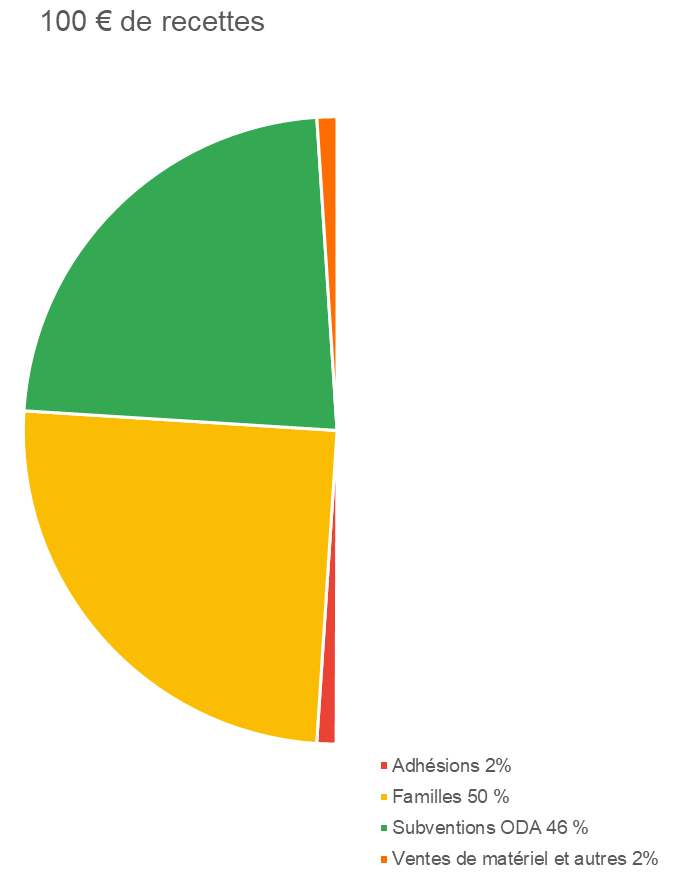 100 € de recettes
Adhésions 2%
Familles 50 %
Subventions ODA 46 %
Ventes de matériel et autres 2%